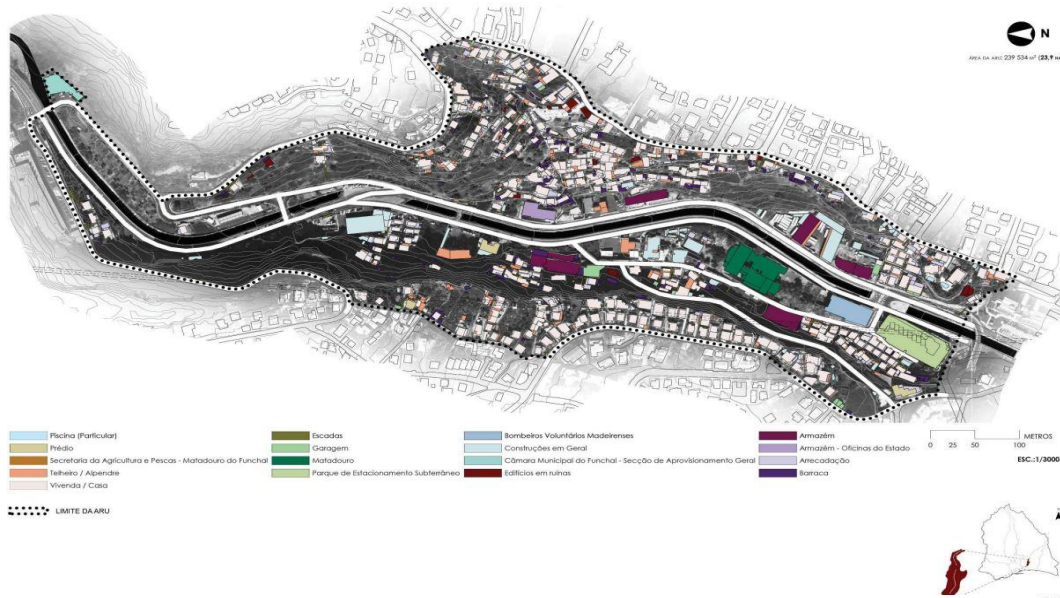 N
ÁREA DA ARU: 239 534 M² (23,9 
Piscina (Particular)
Prédio
Secretaria da Agricultura e Pescas - Matadouro do Funchal
Telheiro / Alpendre
Vivenda / Casa
Escadas
Garagem
Matadouro
Parque de Estacionamento Subterrâneo
Bombeiros Voluntários Madeirenses
Construções em Geral
Câmara Municipal do Funchal - Secção de Aprovisionamento Geral
Edifícios em ruínas
Armazém
Armazém - Oficinas do Estado
Arrecadação
Barraca
0 25 50 100 METROS
ESC.:1/3000
LIMITE DA ARU